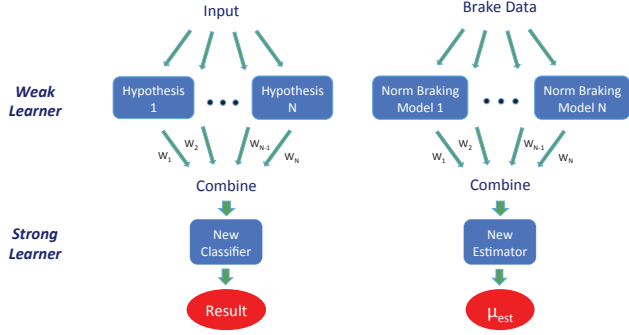 Input
Brake Data
Weak
Learner
Hypothesis
1
Hypothesis
N
Norm Braking
Model 1
Norm Braking
Model N
W1
W2
WN-1
WN
W1
W2
WN-1
WN
Combine
Combine
Strong
Learner
New
Classifier
New
Estimator
Result
μest